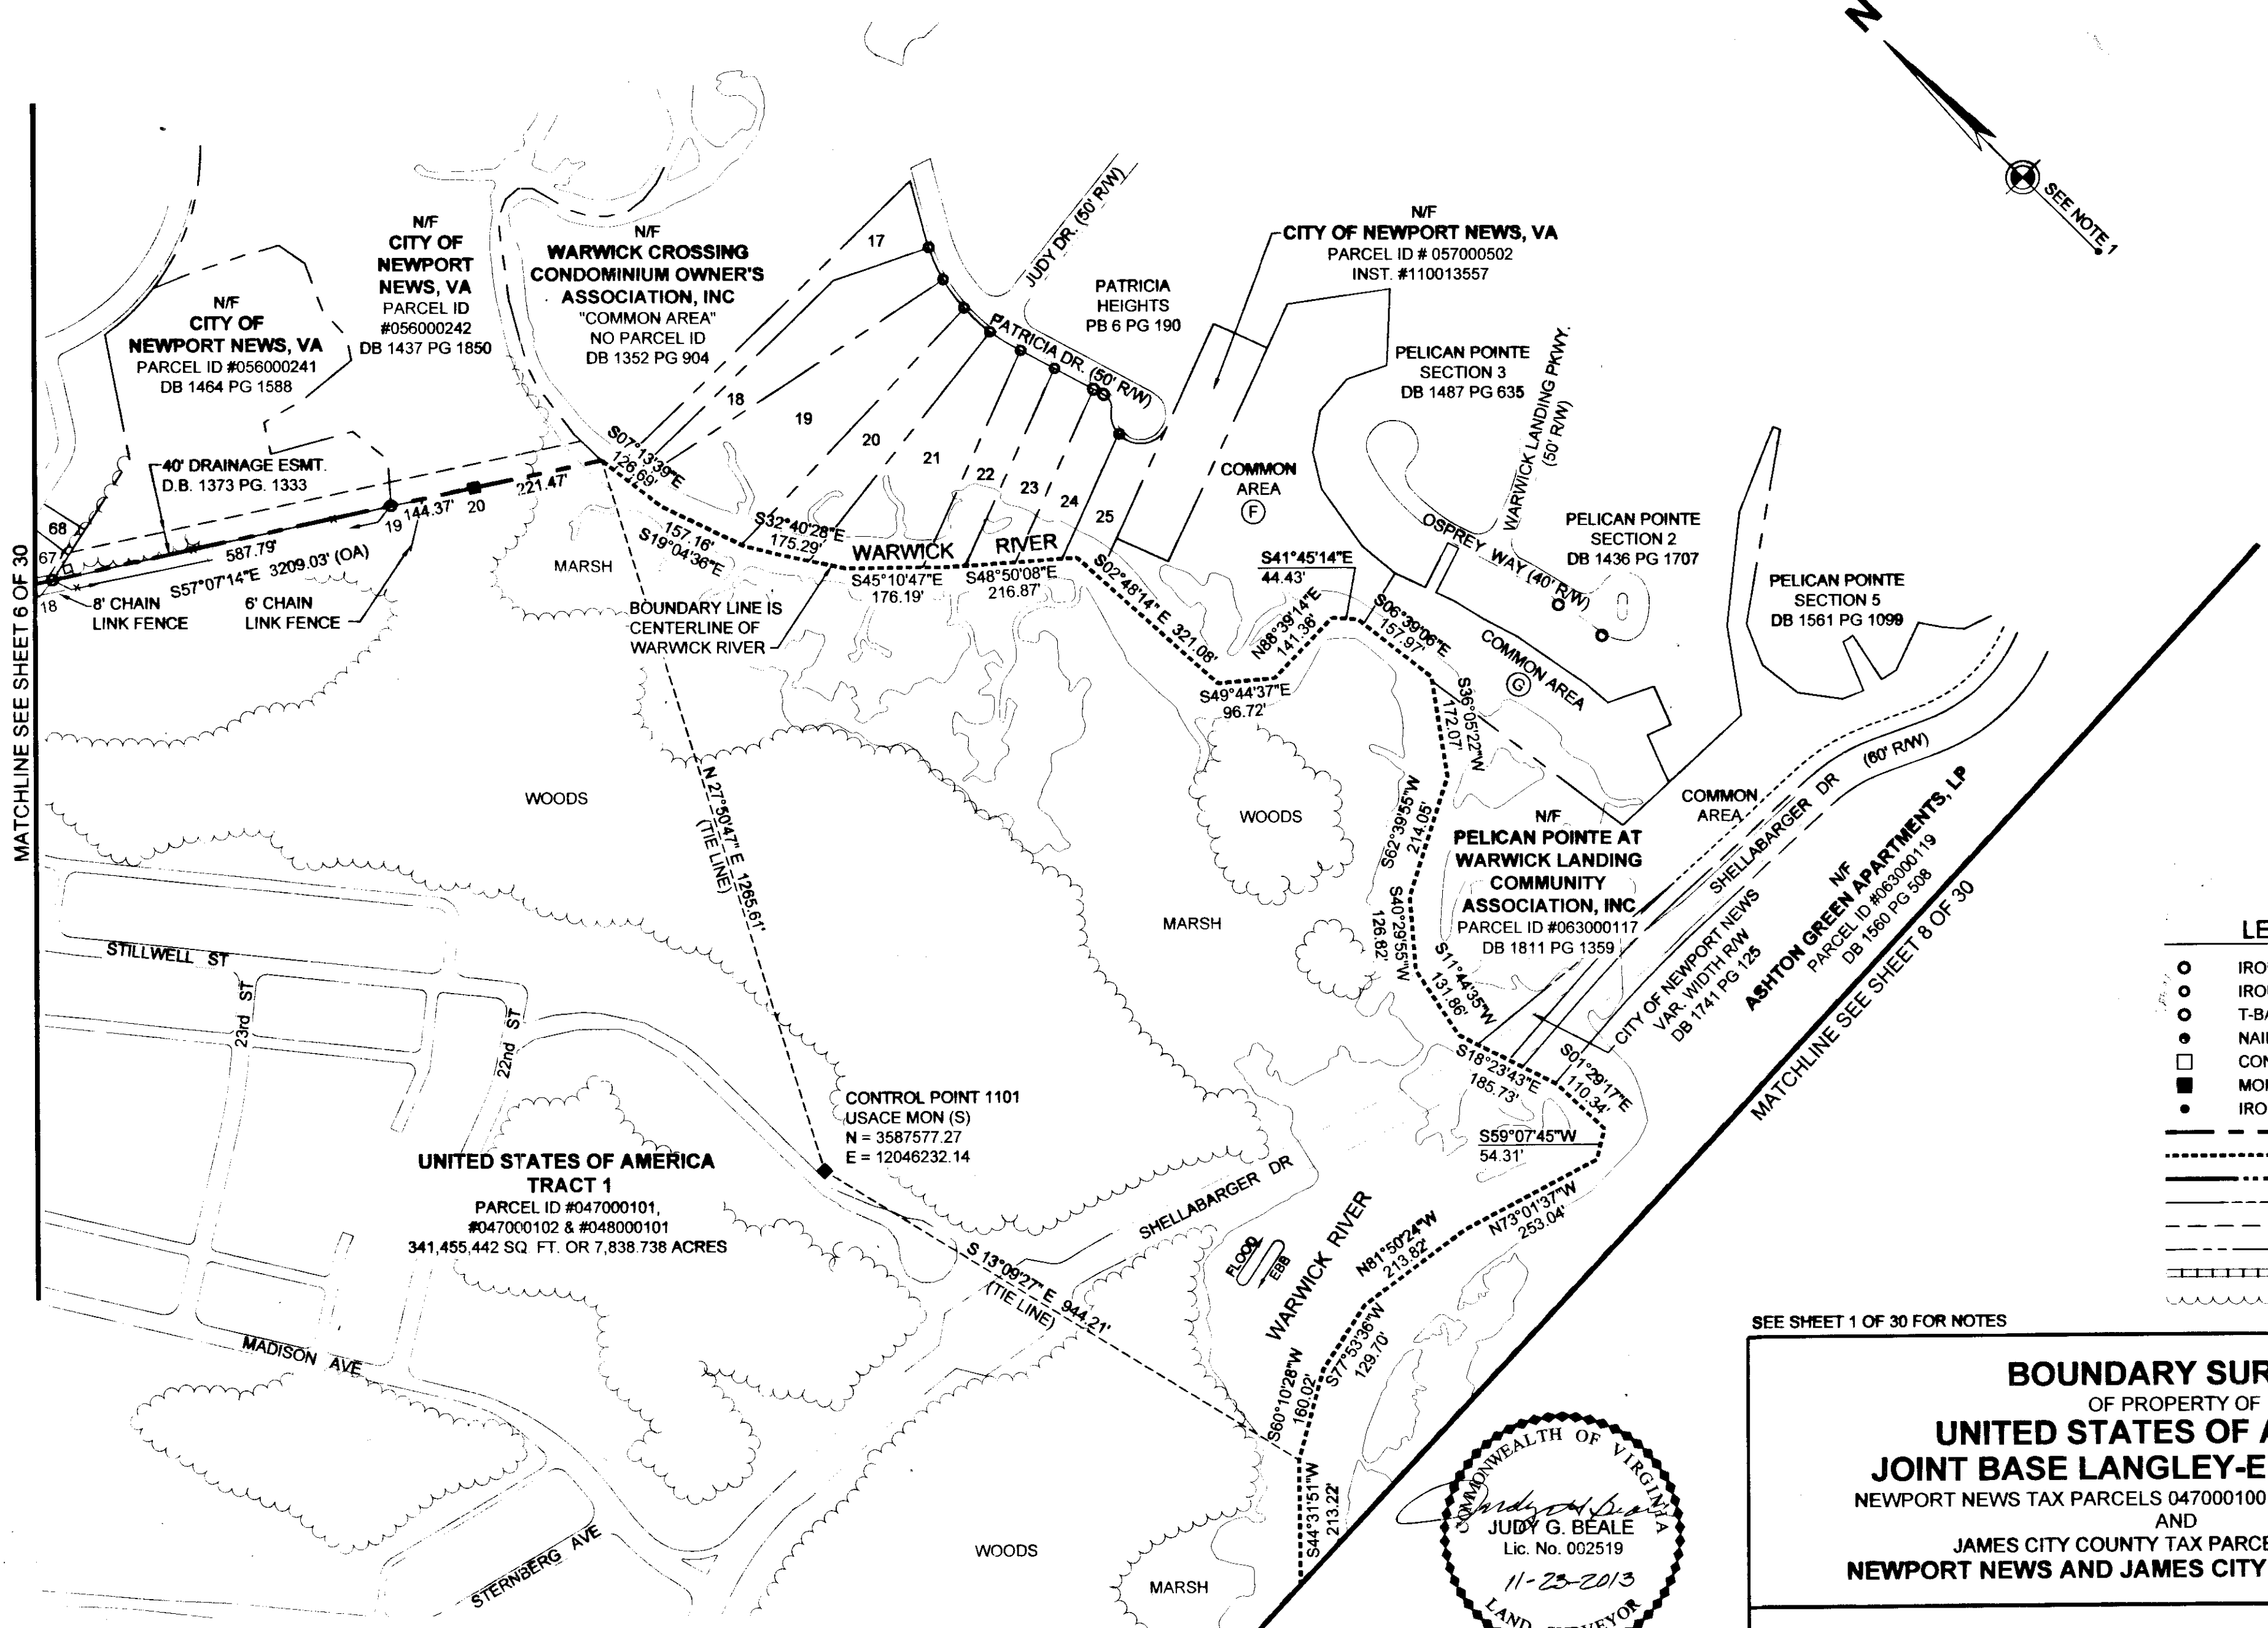 N
SEE NOTE 1
MATCHLINE SEE SHEET 6 OF 30
N/F
CITY OF
NEWPORT NEWS, VA
PARCEL ID #056000241
DB 1464 PG 1588
N/F
CITY OF
NEWPORT
NEWS, VA
PARCEL ID
#056000242
DB 1437 PG 1850
N/F
WARWICK CROSSING
CONDOMINIUM OWNER'S
ASSOCIATION, INC
"COMMON AREA"
NO PARCEL ID
DB 1352 PG 904
17
18
19
20
21
22
23
24
25
JUDY DR. (50' R/W)
PATRICIA DR. (50' R/W)
PATRICIA
HEIGHTS
PB 6 PG 190
N/F
CITY OF NEWPORT NEWS, VA
PARCEL ID # 057000502
INST. #110013557
PELICAN POINTE
SECTION 3
DB 1487 PG 635
WARWICK LANDING PKWY.
(50' R/W)
OSPREY WAY (40' R/W)
PELICAN POINTE
SECTION 2
DB 1436 PG 1707
PELICAN POINTE
SECTION 5
DB 1561 PG 1099
COMMON
AREA
F
COMMON AREA
G
40' DRAINAGE ESMT.
D.B. 1373 PG. 1333
68
67
18
587.79'
S57°07'14"E 3209.03' (OA)
8' CHAIN
LINK FENCE
6' CHAIN
LINK FENCE
19
144.37'
20
221.47'
S07°13'39"E
126.69'
157.16'
S19°04'36"E
S32°40'28"E
175.29'
WARWICK RIVER
S45°10'47"E
176.19'
S48°50'08"E
216.87'
S02°48'14" E 321.08'
S49°44'37"E
96.72'
N88°39'14"E
141.36'
S41°45'14"E
44.43'
S06°39'06"E
157.97'
S36°05'22"W
172.07'
S62°39'55"W
214.05'
S40°29'55"W
126.82'
S11°44'35"W
131.86'
S18°23'43"E
185.73'
S01°29'17"E
110.34'
S59°07'45"W
54.31'
N73°01'37"W
253.04'
N81°50'24"W
213.82'
S77°53'36"W
129.70'
S60°10'28"W
160.02'
S44°31'51"W
213.22'
MARSH
BOUNDARY LINE IS
CENTERLINE OF
WARWICK RIVER
WOODS
WOODS
MARSH
N 27°50'47" E 1265.61'
(TIE LINE)
N/F
PELICAN POINTE AT
WARWICK LANDING
COMMUNITY
ASSOCIATION, INC
PARCEL ID #063000117
DB 1811 PG 1359
COMMON
AREA
SHELLABARGER DR
(60' R/W)
CITY OF NEWPORT NEWS
VAR. WIDTH R/W
DB 1741 PG 125
N/F
ASHTON GREEN APARTMENTS, LP
PARCEL ID #063000119
DB 1560 PG 508
MATCHLINE SEE SHEET 8 OF 30
STILLWELL ST
23rd ST
22nd ST
CONTROL POINT 1101
USACE MON (S)
N = 3587577.27
E = 12046232.14
UNITED STATES OF AMERICA
TRACT 1
PARCEL ID #047000101,
#047000102 & #048000101
341,455,442 SQ FT. OR 7,838.738 ACRES
S 13°09'27" E 944.21'
(TIE LINE)
SHELLABARGER DR
FLOOD
EBB
WARWICK RIVER
MADISON AVE
STERNBERG AVE
WOODS
MARSH
LE
IRO
IRO
T-BA
NAI
CON
MO
IRO
SEE SHEET 1 OF 30 FOR NOTES
COMMONWEALTH OF VIRGINIA
JUDY G. BEALE
Lic. No. 002519
11-23-2013
LAND SURVEYOR
BOUNDARY SUR
OF PROPERTY OF
UNITED STATES OF A
JOINT BASE LANGLEY-E
NEWPORT NEWS TAX PARCELS 047000100
AND
JAMES CITY COUNTY TAX PARCE
NEWPORT NEWS AND JAMES CITY